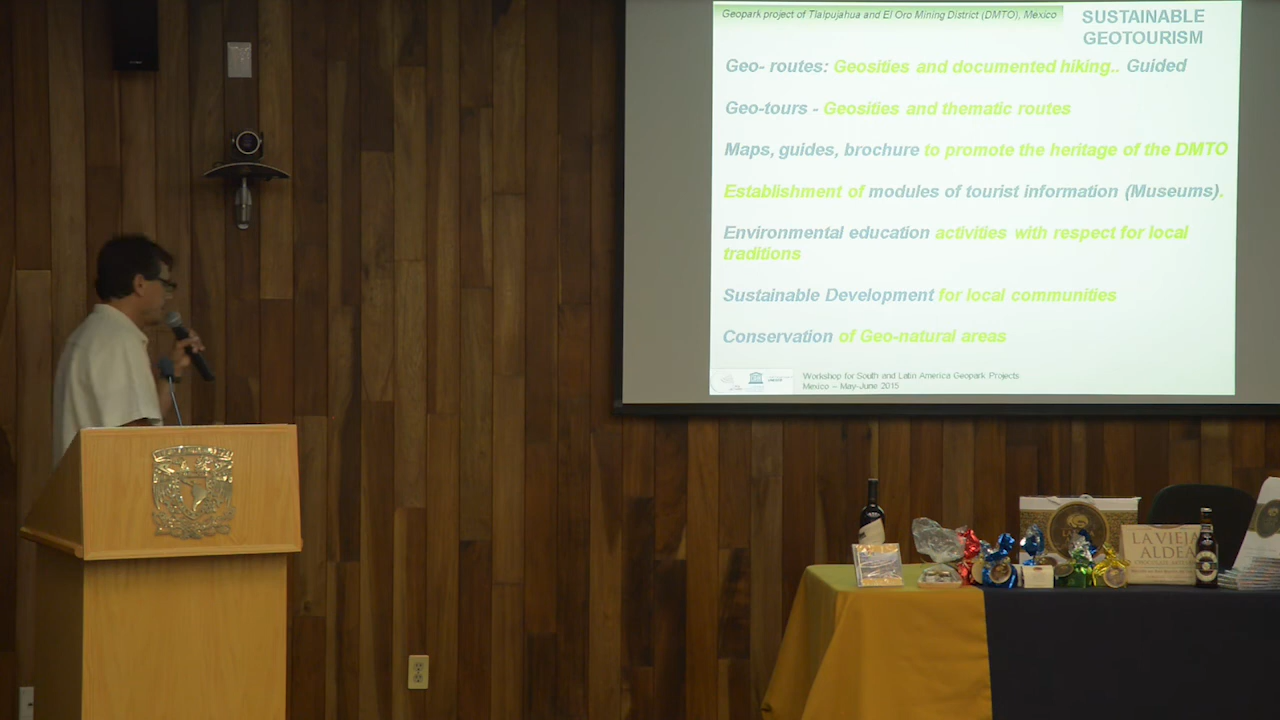 Geopark project of Tlalpujahua and El Oro Mining District (DMTO), Mexico
SUSTAINABLE
GEOTOURISM
Geo- routes: Geosities and documented hiking.. Guided
Geo-tours - Geosities and thematic routes
Maps, guides, brochure to promote the heritage of the DMTO
Establishment of modules of tourist information (Museums).
Environmental education activities with respect for local
traditions
Sustainable Development for local communities
Conservation of Geo-natural areas
Workshop for South and Latin America Geopark Projects
Mexico – May-June 2015
LA VIEJA
ALDEA